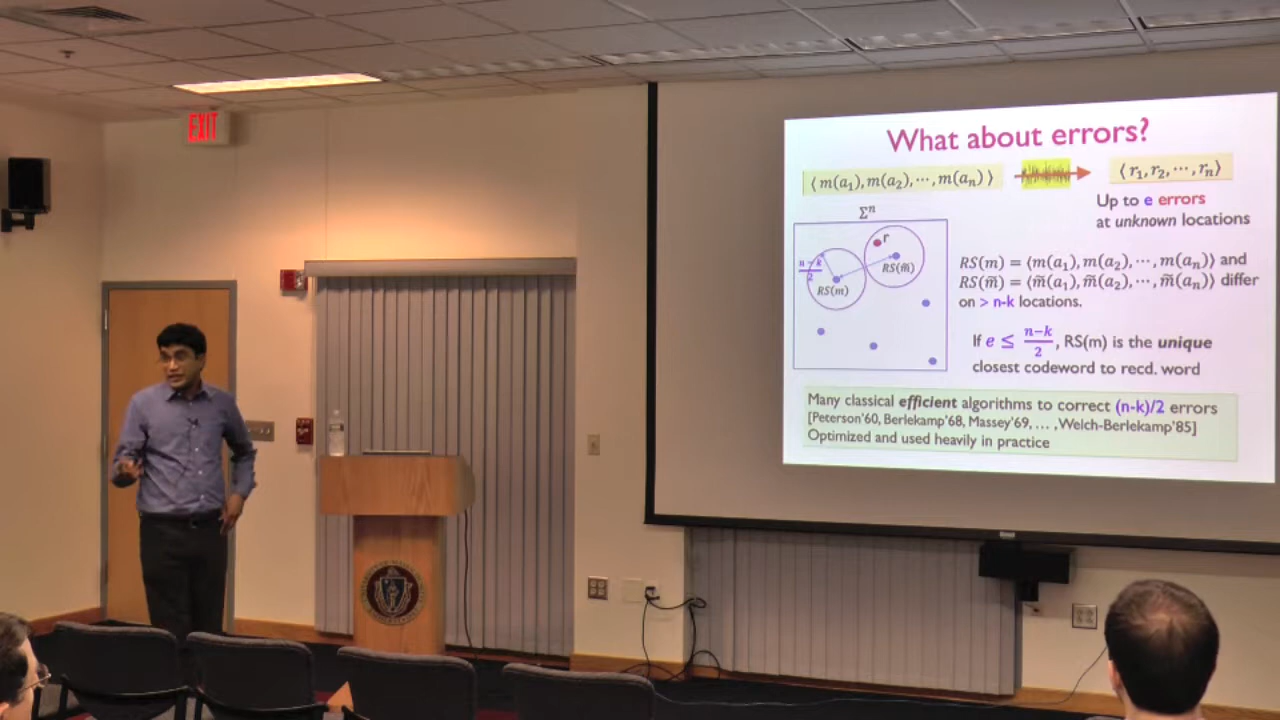 EXIT
What about errors?
⟨ m(a₁), m(a₂), ⋯ , m(aₙ) ⟩
⟨ r₁, r₂, ⋯ , rₙ⟩
Up to e errors
at unknown locations
Σⁿ
r
n − k
2
RS(m̃)
RS(m)
RS(m) = ⟨m(a₁), m(a₂), ⋯ , m(aₙ)⟩ and
RS(m̃) = ⟨m̃(a₁), m̃(a₂), ⋯ , m̃(aₙ)⟩ differ
on > n-k locations.
If e ≤ n−k/2, RS(m) is the unique
closest codeword to recd. word
Many classical efficient algorithms to correct (n-k)/2 errors
[Peterson'60, Berlekamp'68, Massey'69, … ,Welch-Berlekamp'85]
Optimized and used heavily in practice